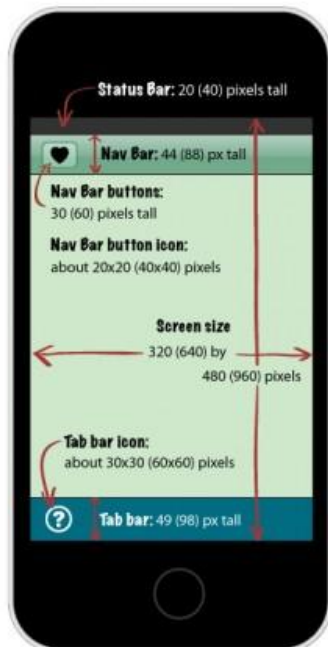 Status Bar: 20 (40) pixels tall
Nav Bar: 44 (88) px tall
Nav Bar buttons:
30 (60) pixels tall
Nav Bar button icon:
about 20x20 (40x40) pixels
Screen size
320 (640) by
480 (960) pixels
Tab bar icon:
about 30x30 (60x60) pixels
?
Tab bar: 49 (98) px tall